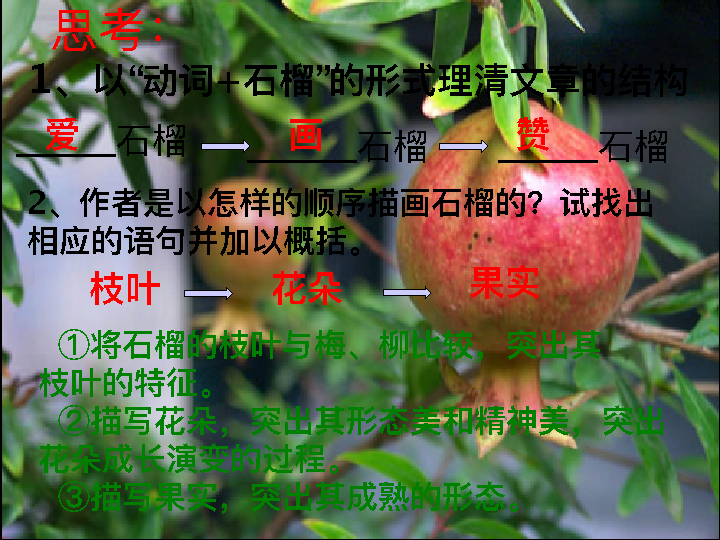 思考：
1、以“动词+石榴”的形式理清文章的结构
爱石榴 画石榴 赞石榴
2、作者是以怎样的顺序描画石榴的？试找出
相应的语句并加以概括。
枝叶 花朵 果实
①将石榴的枝叶与梅、柳比较，突出其
枝叶的特征。
②描写花朵，突出其形态美和精神美，突出
花朵成长演变的过程。
③描写果实，突出其成熟的形态。